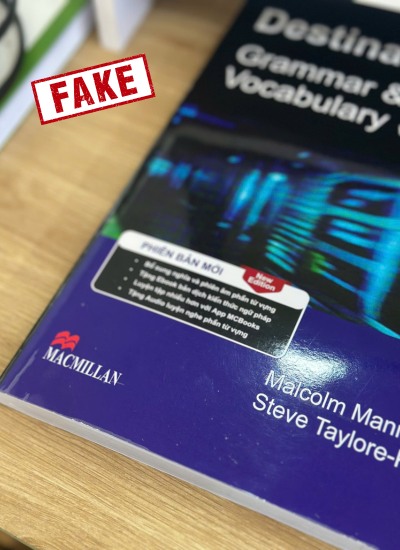 FAKE
Destina
Grammar &
Vocabulary
PHIÊN BẢN MỚI
New
Edition
• Bổ sung nghĩa và phiên âm phần từ vựng
• Tặng Ebook bản dịch kiến thức ngữ pháp
• Luyện tập nhiều hơn với App MCBooks
• Tặng Audio luyện nghe phần từ vựng
MACMILLAN
Malcolm Mann
Steve Taylore-K